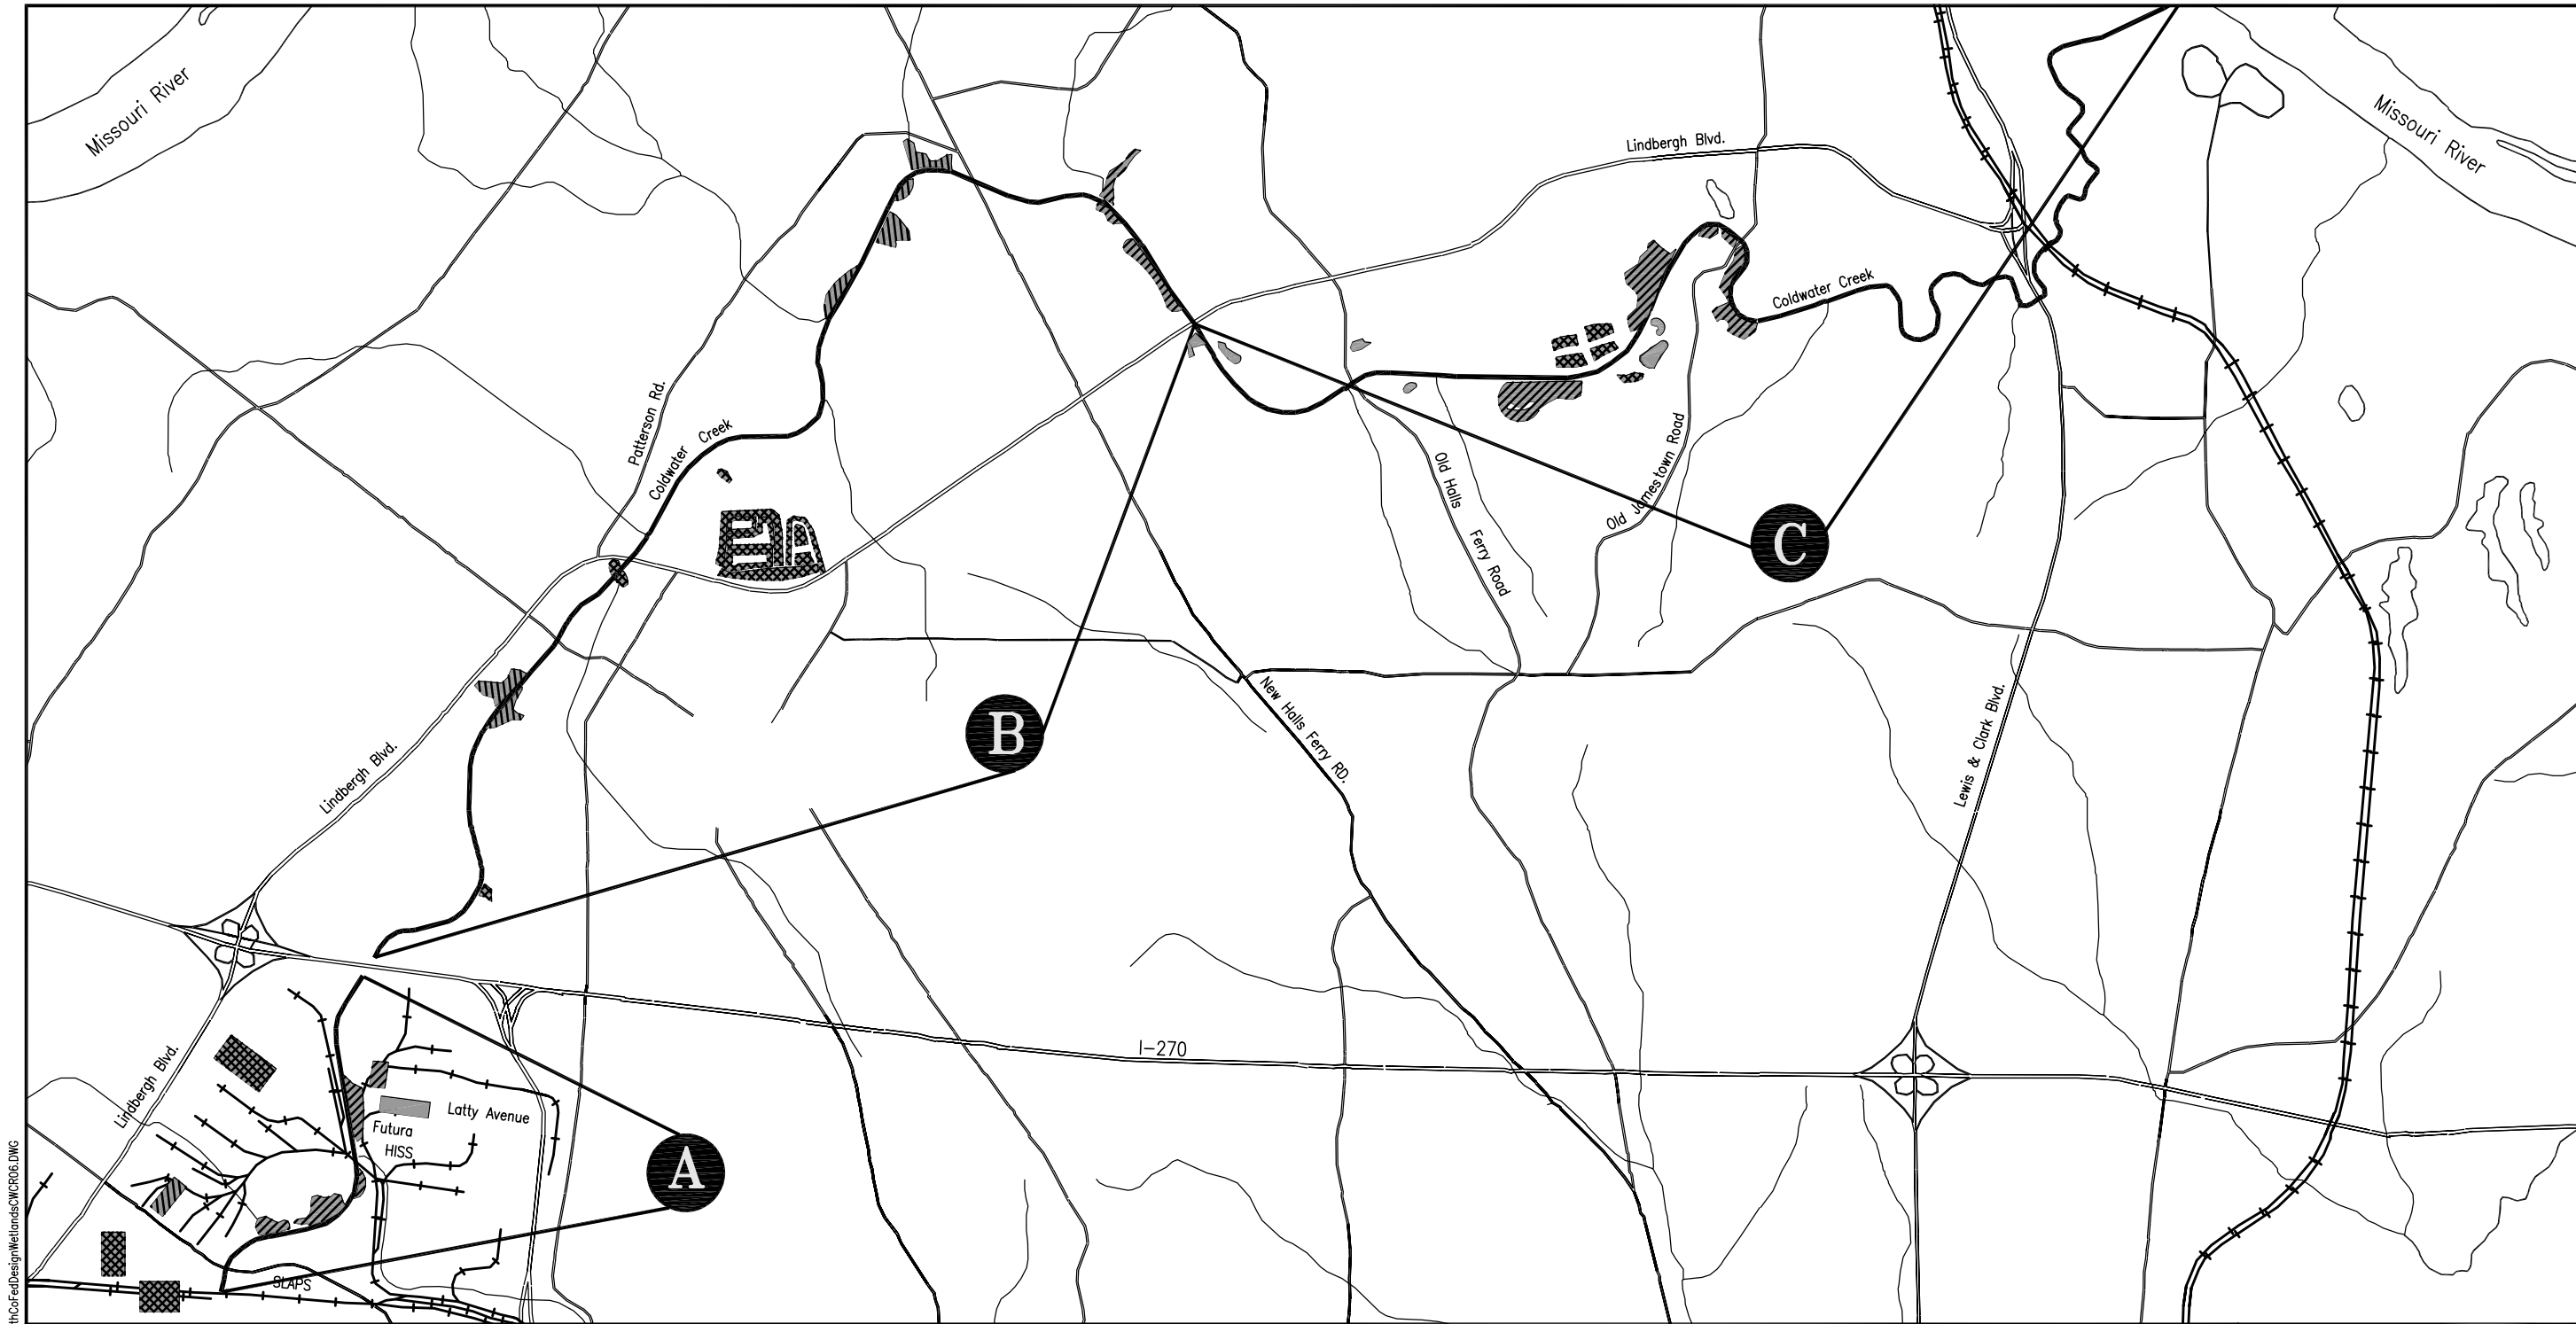 Missouri River
Missouri River
Lindbergh Blvd.
Coldwater Creek
Patterson Rd.
Coldwater Creek
Old Halls Ferry Road
Old Jamestown Road
C
B
New Halls Ferry RD.
Lewis & Clark Blvd.
Lindbergh Blvd.
I-270
Lindbergh Blvd.
Latty Avenue
Futura
HISS
A
SLAPS
thCoFedDesignWetlandsCWCR06.DWG